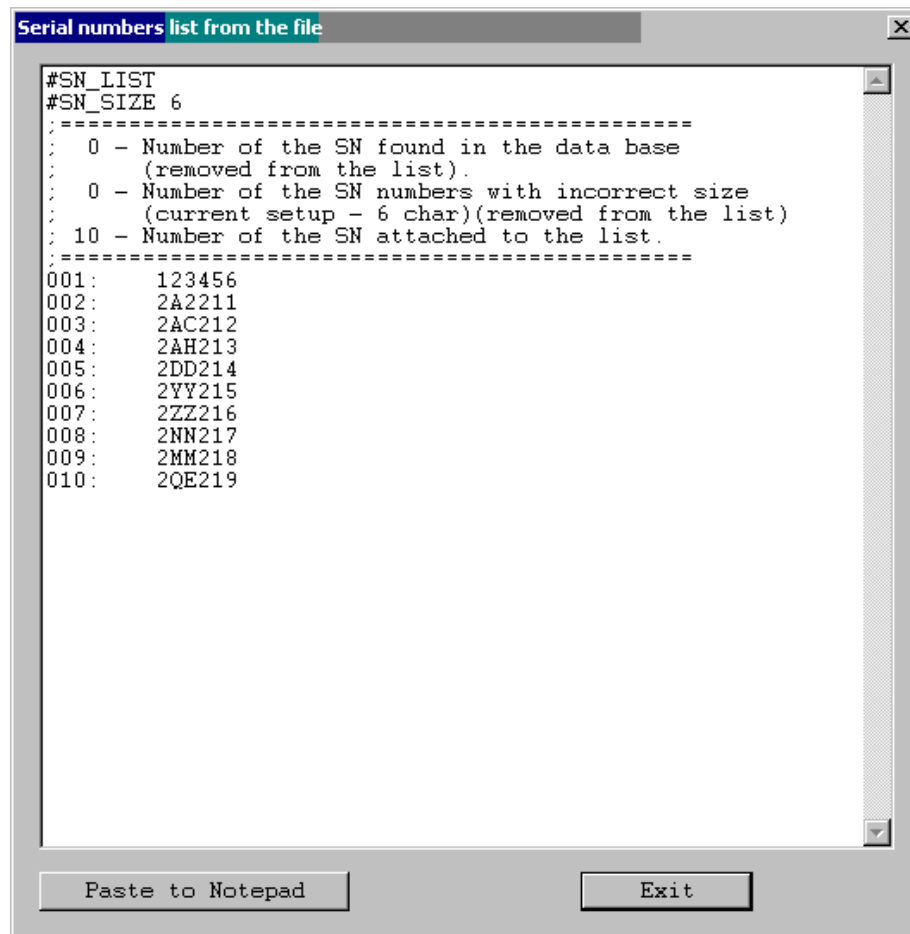 Serial numbers list from the file
#SN_LIST
#SN_SIZE 6
;==============================================
;  0 – Number of the SN found in the data base
;      (removed from the list).
;  0 – Number of the SN numbers with incorrect size
;      (current setup – 6 char)(removed from the list)
; 10 – Number of the SN attached to the list.
;==============================================
001:    123456
002:    2A2211
003:    2AC212
004:    2AH213
005:    2DD214
006:    2YY215
007:    2ZZ216
008:    2NN217
009:    2MM218
010:    2QE219
Paste to Notepad    Exit